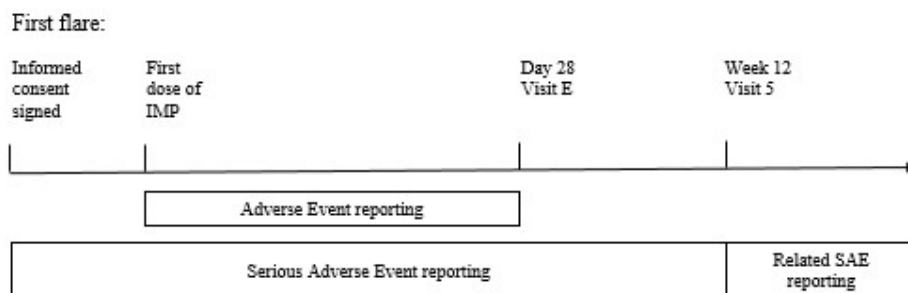 First flare:
Informed
consent
signed
First
dose of
IMP
Day 28
Visit E
Week 12
Visit 5
Adverse Event reporting
Serious Adverse Event reporting
Related SAE
reporting